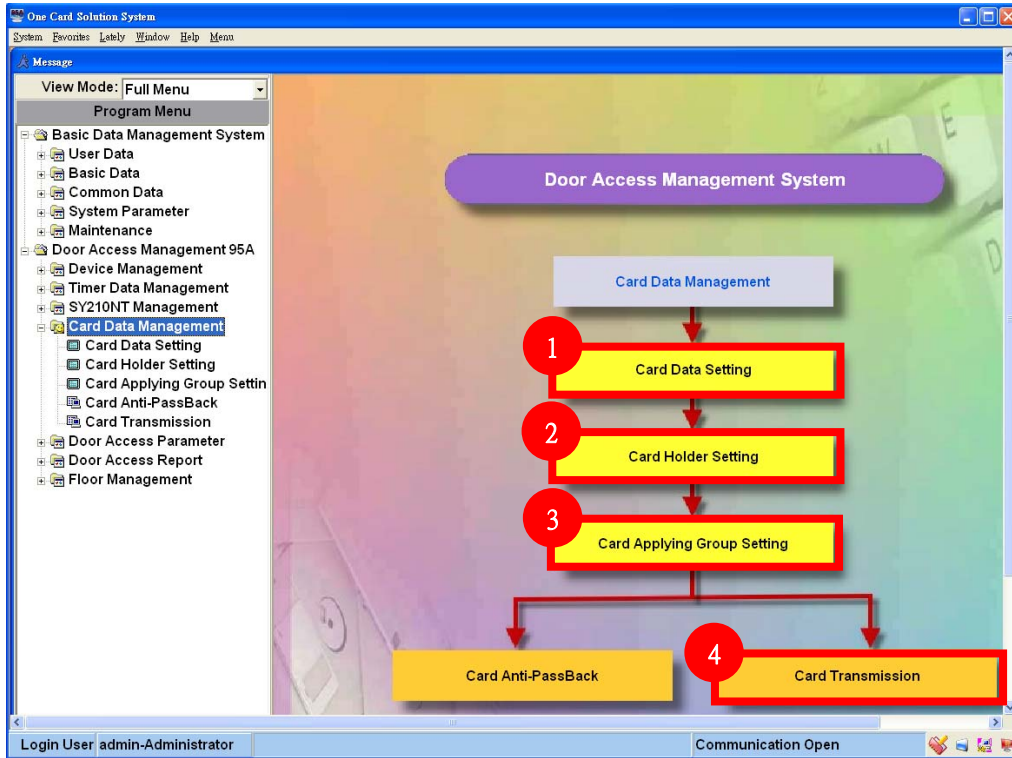 One Card Solution System
System Favorites Lately Window Help Menu
Message
View Mode: Full Menu
Program Menu
Basic Data Management System
User Data
Basic Data
Common Data
System Parameter
Maintenance
Door Access Management 95A
Device Management
Timer Data Management
SY210NT Management
Card Data Management
Card Data Setting
Card Holder Setting
Card Applying Group Settin
Card Anti-PassBack
Card Transmission
Door Access Parameter
Door Access Report
Floor Management
Door Access Management System
Card Data Management
1
Card Data Setting
2
Card Holder Setting
3
Card Applying Group Setting
Card Anti-PassBack
4
Card Transmission
Login User admin-Administrator
Communication Open